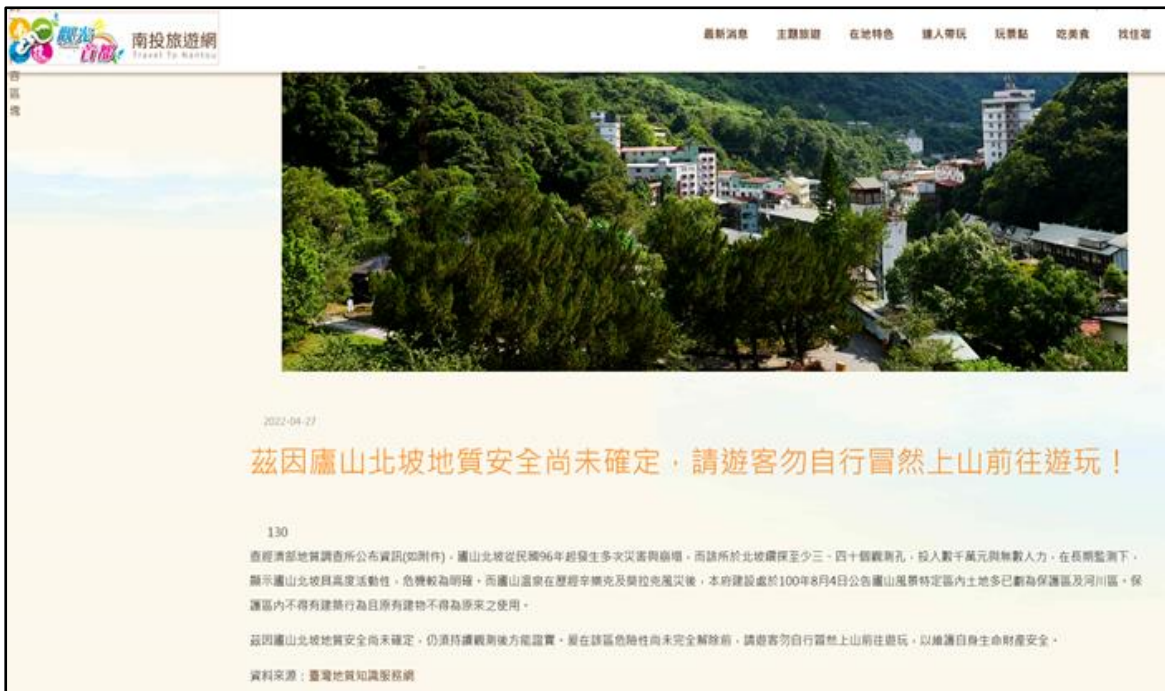 觀光首都
南投旅遊網
Travel To Nantou
最新消息 主題旅遊 在地特色 達人帶玩 玩景點 吃美食 找住宿
容
區
塊
2022-04-27
茲因廬山北坡地質安全尚未確定，請遊客勿自行冒然上山前往遊玩！
130
查經濟部地質調查所公布資訊(如附件)，廬山北坡從民國96年起發生多次災害與崩塌，而該所於北坡鑽探至少三、四十個觀測孔，投入數千萬元與無數人力，在長期監測下，
顯示廬山北坡具高度活動性，危機較為明確。而廬山溫泉在歷經辛樂克及莫拉克風災後，本府建設處於100年8月4日公告廬山風景特定區內土地多已劃為保護區及河川區。保
護區內不得有建築行為且原有建物不得為原來之使用。
茲因廬山北坡地質安全尚未確定，仍須持續觀測後方能證實。爰在該區危險性尚未完全解除前，請遊客勿自行冒然上山前往遊玩，以維護自身生命財產安全。
資料來源：臺灣地質知識服務網